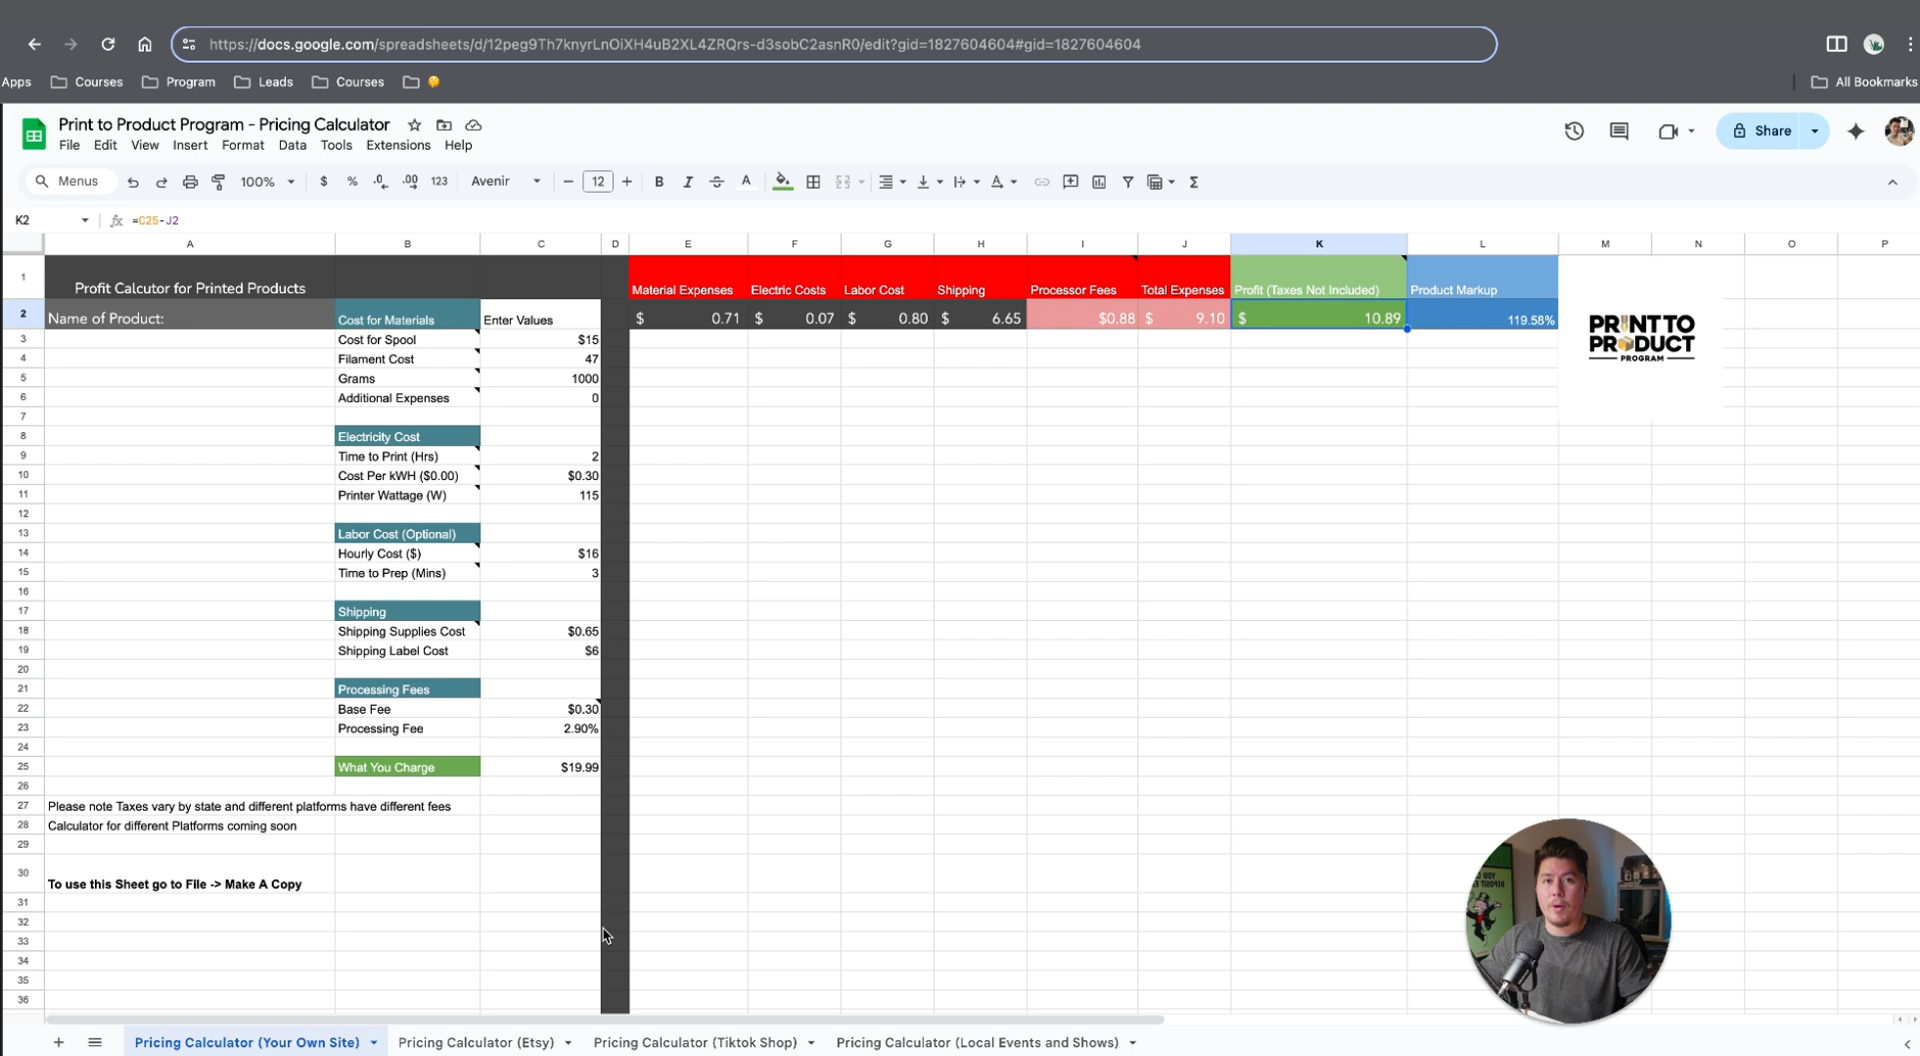 https://docs.google.com/spreadsheets/d/12peg9Th7knyrLnOiXH4uB2XL4ZRQrs-d3sobC2asnR0/edit?gid=1827604604#gid=1827604604
Apps Courses Program Leads Courses All Bookmarks
Print to Product Program - Pricing Calculator
File Edit View Insert Format Data Tools Extensions Help
Share
Menus 100% $ % .0 .00 123 Avenir 12 B I S A
K2 fx =C25-J2
A B C D E F G H I J K L M N O P
1 Profit Calcutor for Printed Products Material Expenses Electric Costs Labor Cost Shipping Processor Fees Total Expenses Profit (Taxes Not Included) Product Markup
2 Name of Product: Cost for Materials Enter Values $ 0.71 $ 0.07 $ 0.80 $ 6.65 $0.88 $ 9.10 $ 10.89 119.58%
PRINT TO
PRODUCT
PROGRAM
3 Cost for Spool $15
4 Filament Cost 47
5 Grams 1000
6 Additional Expenses 0
7
8 Electricity Cost
9 Time to Print (Hrs) 2
10 Cost Per kWH ($0.00) $0.30
11 Printer Wattage (W) 115
12
13 Labor Cost (Optional)
14 Hourly Cost ($) $16
15 Time to Prep (Mins) 3
16
17 Shipping
18 Shipping Supplies Cost $0.65
19 Shipping Label Cost $6
20
21 Processing Fees
22 Base Fee $0.30
23 Processing Fee 2.90%
24
25 What You Charge $19.99
26
27 Please note Taxes vary by state and different platforms have different fees
28 Calculator for different Platforms coming soon
29
30 To use this Sheet go to File -> Make A Copy
31
32
33
34
35
36
Pricing Calculator (Your Own Site) Pricing Calculator (Etsy) Pricing Calculator (Tiktok Shop) Pricing Calculator (Local Events and Shows)